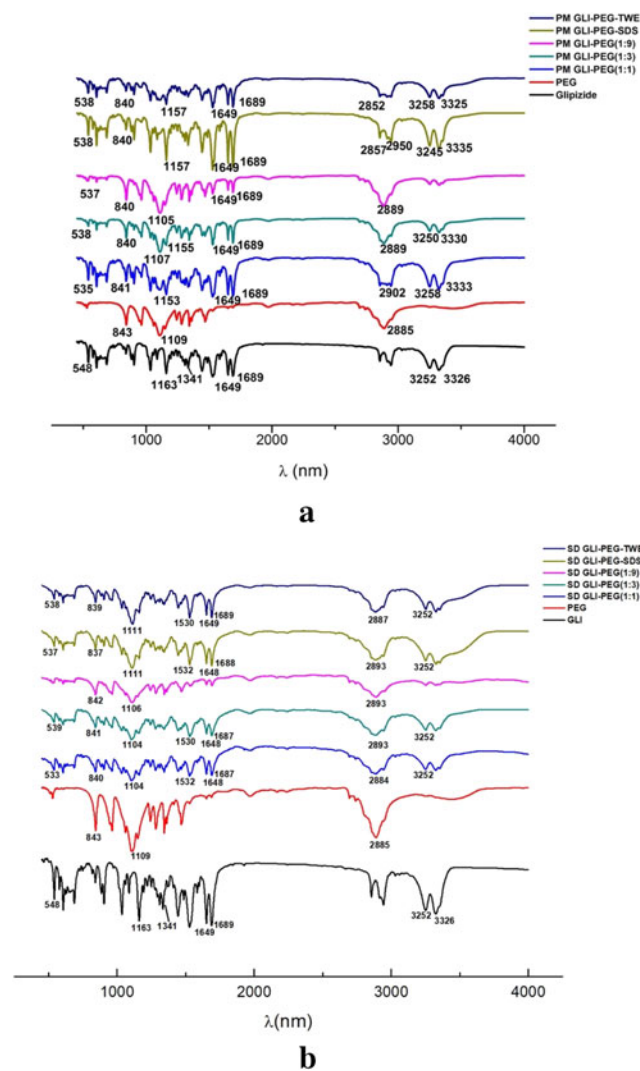 PM GLI-PEG-TWE
PM GLI-PEG-SDS
PM GLI-PEG(1:9)
PM GLI-PEG(1:3)
PM GLI-PEG(1:1)
PEG
Glipizide
538 840 1157 1649 1689 2852 3258 3325
538 840 1157 1649 1689 2857 2950 3245 3335
537 840 1105 1649 1689 2889
538 840 1107 1155 1649 1689 2889 3250 3330
535 841 1153 1649 1689 2902 3258 3333
843 1109 2885
548 1163 1341 1649 1689 3252 3326
1000 2000 3000 4000
λ (nm)
a
SD GLI-PEG-TWE
SD GLI-PEG-SDS
SD GLI-PEG(1:9)
SD GLI-PEG(1:3)
SD GLI-PEG(1:1)
PEG
GLI
538 839 1111 1530 1649 1689 2887 3252
537 837 1111 1532 1648 1688 2893 3252
842 1106 2893
539 841 1104 1530 1648 1687 2893 3252
533 840 1104 1532 1648 1687 2884 3252
843 1109 2885
548 1163 1341 1649 1689 3252 3326
1000 2000 3000 4000
λ(nm)
b